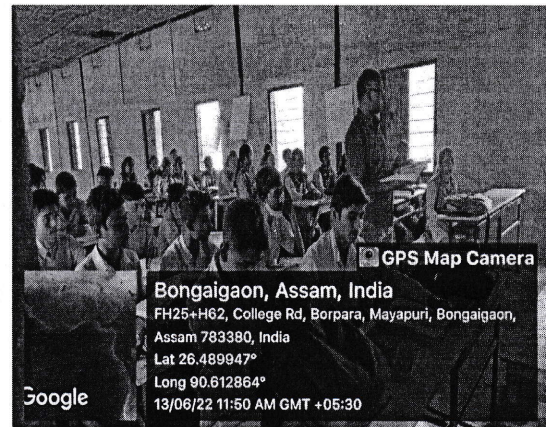 GPS Map Camera
Bongaigaon, Assam, India
FH25+H62, College Rd, Borpara, Mayapuri, Bongaigaon,
Assam 783380, India
Lat 26.489947°
Long 90.612864°
13/06/22 11:50 AM GMT +05:30
Google